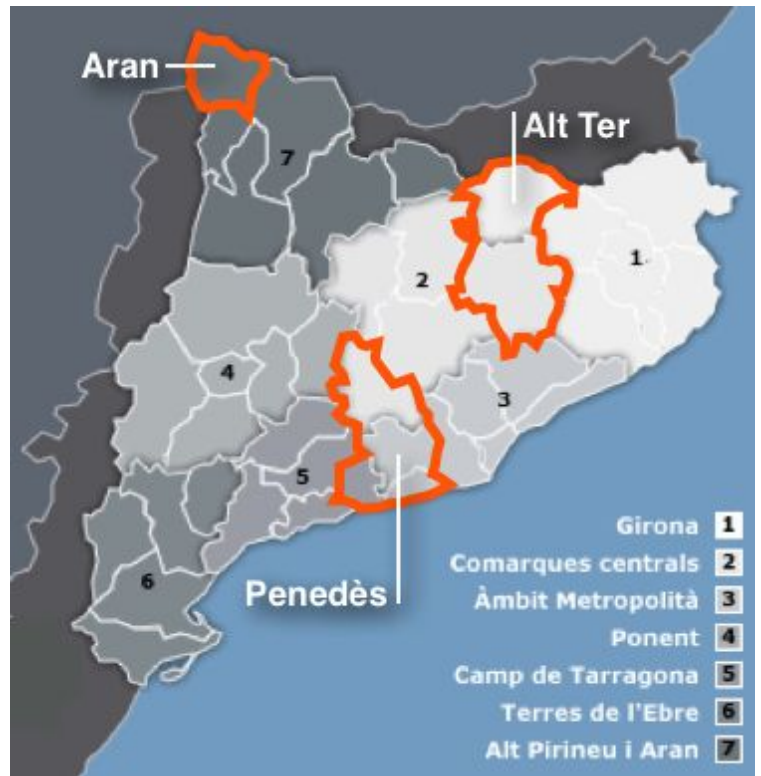 Aran
Alt Ter
7
1
2
4
3
5
6
Penedès
Girona 1
Comarques centrals 2
Àmbit Metropolità 3
Ponent 4
Camp de Tarragona 5
Terres de l'Ebre 6
Alt Pirineu i Aran 7